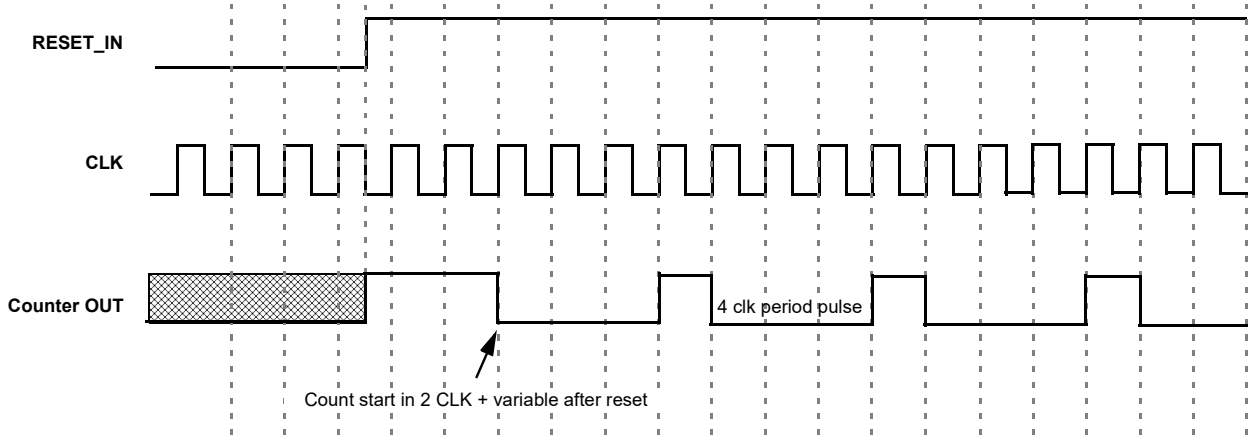 RESET_IN
CLK
Counter OUT
4 clk period pulse
Count start in 2 CLK + variable after reset